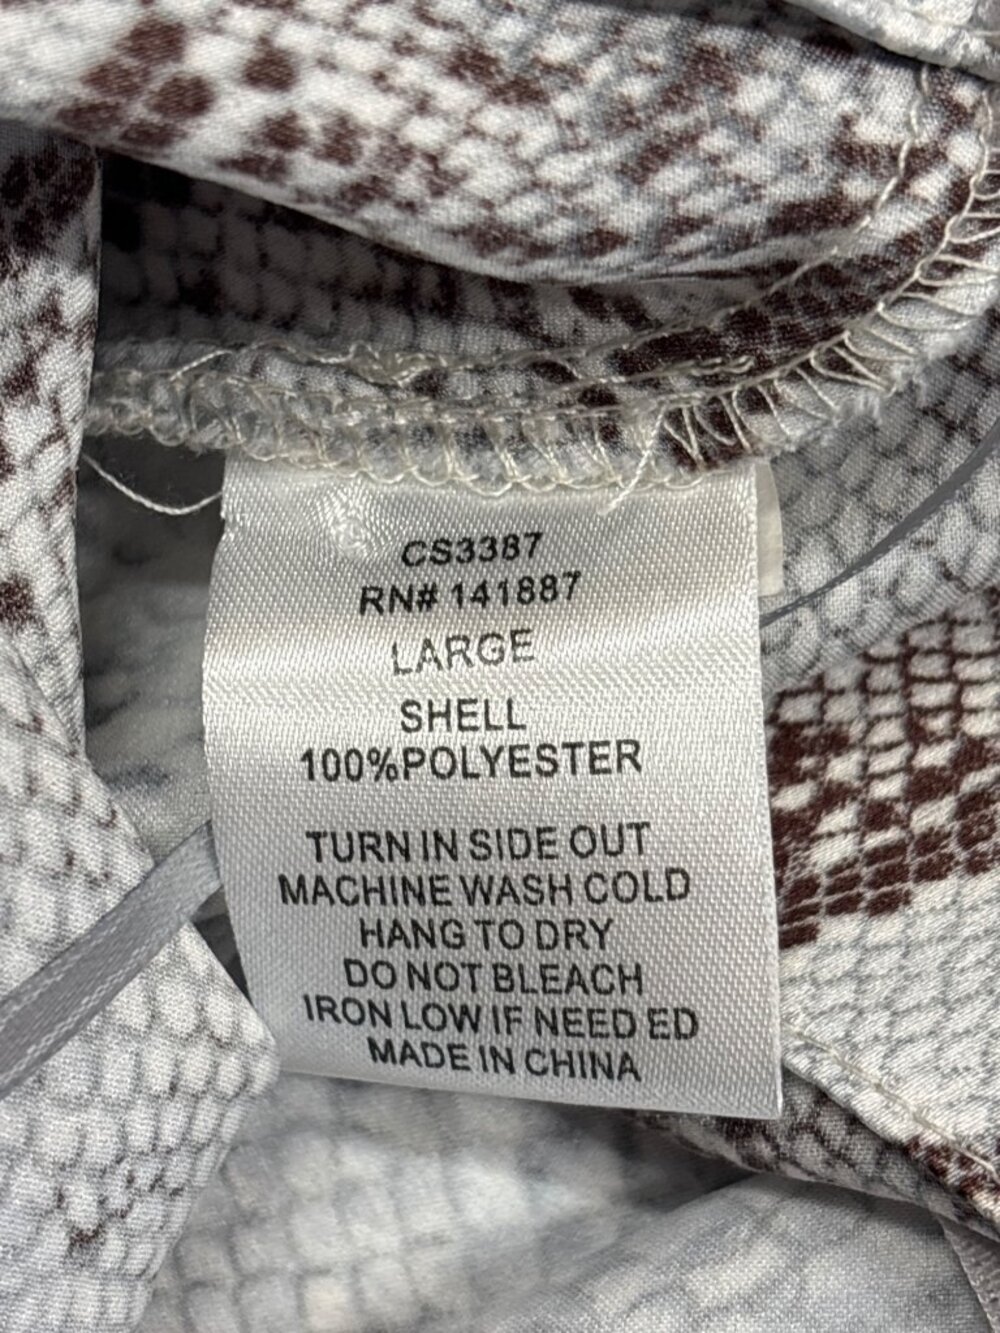 CS3387
RN# 141887
LARGE
SHELL
100%POLYESTER
TURN IN SIDE OUT
MACHINE WASH COLD
HANG TO DRY
DO NOT BLEACH
IRON LOW IF NEED ED
MADE IN CHINA